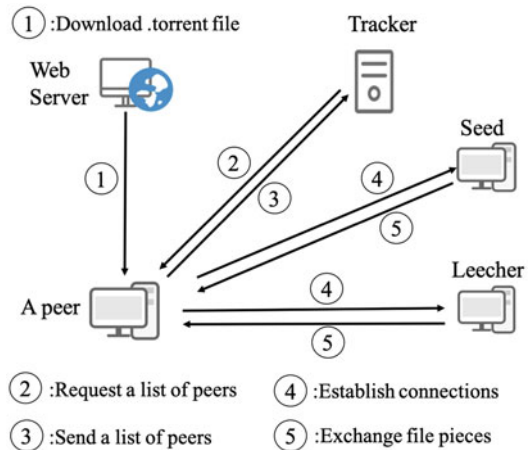 ① :Download .torrent file
Web
Server
Tracker
Seed
①
②
③
④
⑤
Leecher
A peer
④
⑤
② :Request a list of peers
④ :Establish connections
③ :Send a list of peers
⑤ :Exchange file pieces